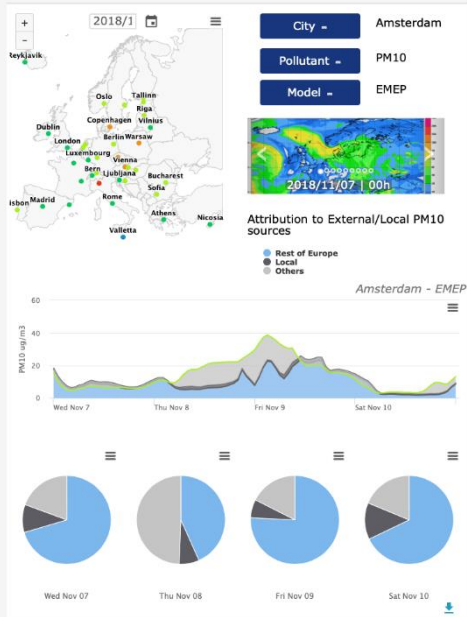 +
2018/1
−
City -
Amsterdam
Pollutant -
PM10
Model -
EMEP
Reykjavik
Oslo
Tallinn
Riga
Copenhagen
Vilnius
Dublin
London
Berlin
Warsaw
Luxembourg
Bern
Vienna
Ljubljana
Bucharest
Sofia
Lisbon
Madrid
Rome
Athens
Nicosia
Valletta
2018/11/07 | 00h
Attribution to External/Local PM10
sources
Rest of Europe
Local
Others
Amsterdam - EMEP
PM10 ug/m3
60
40
20
0
Wed Nov 7
Thu Nov 8
Fri Nov 9
Sat Nov 10
Wed Nov 07
Thu Nov 08
Fri Nov 09
Sat Nov 10